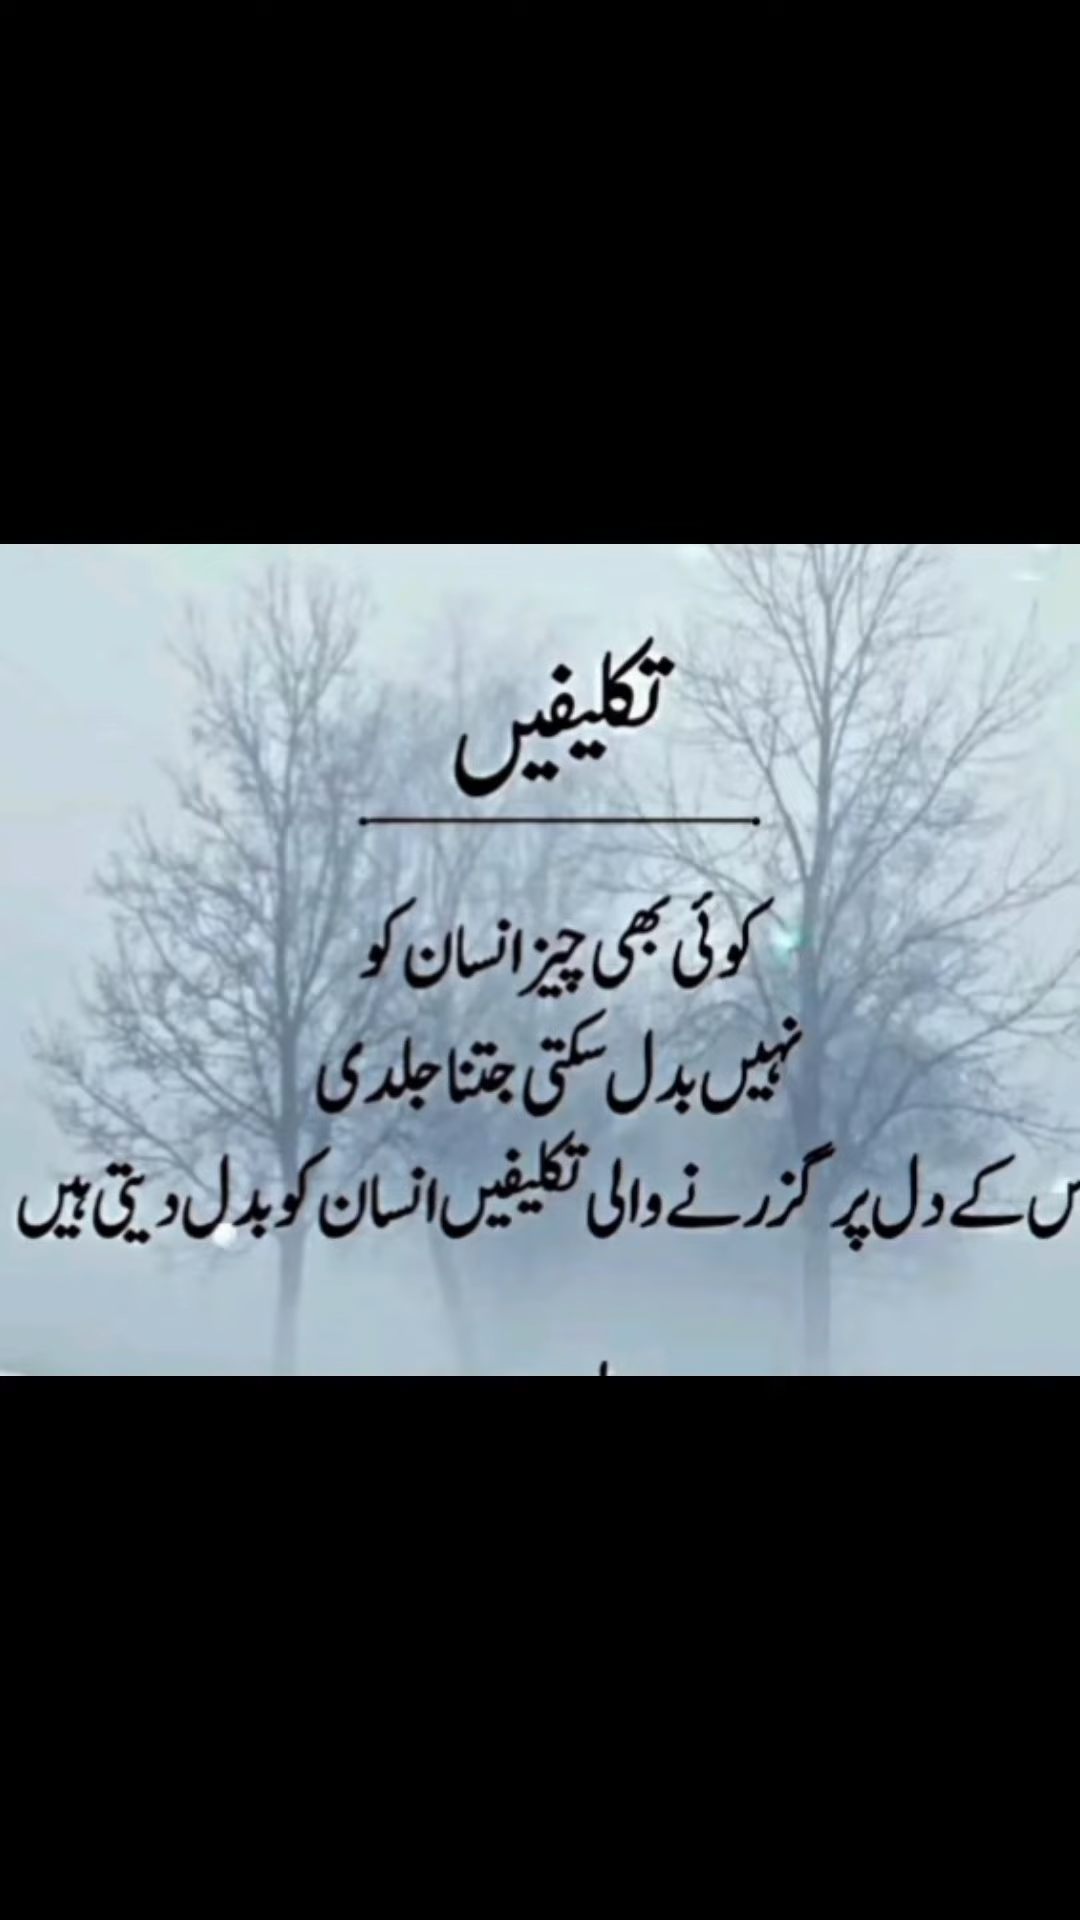 تکلیفیں
کوئی بھی چیز انسان کو
نہیں بدل سکتی جتنا جلدی
کے دل پر گزرنے والی تکلیفیں انسان کو بدل دیتی ہیں